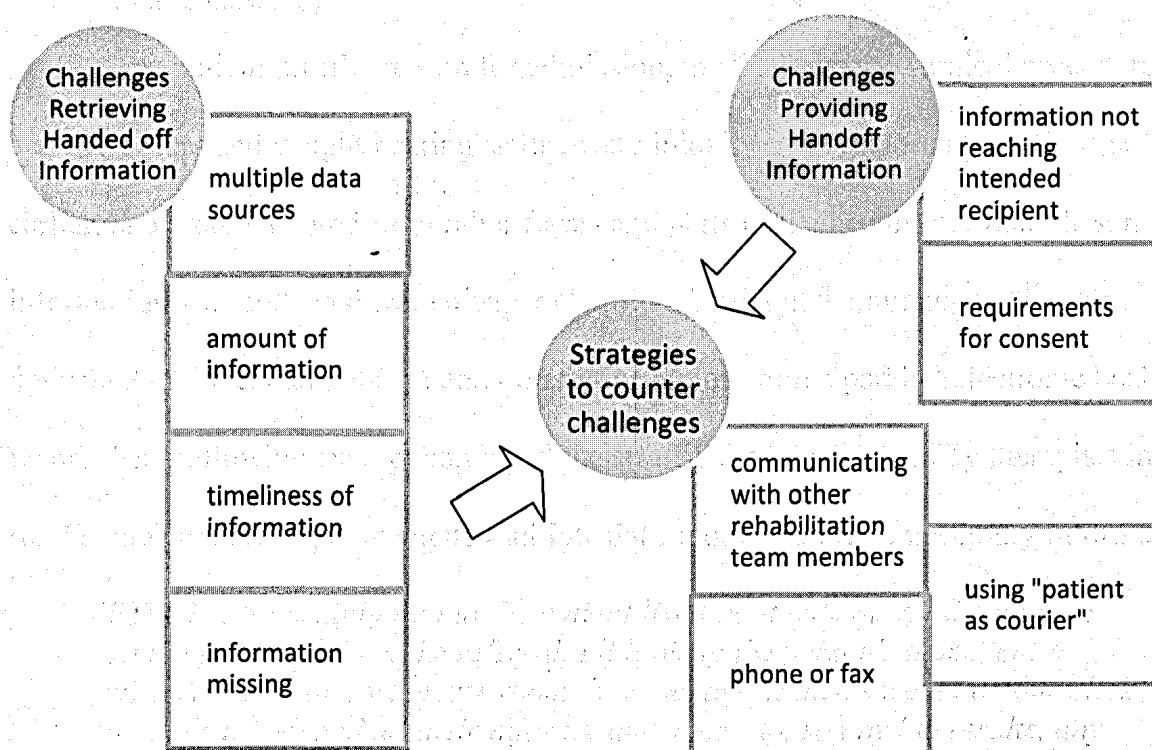 Challenges
Retrieving
Handed off
Information
multiple data
sources
amount of
information
timeliness of
information
information
missing
Challenges
Providing
Handoff
Information
information not
reaching
intended
recipient
requirements
for consent
Strategies
to counter
challenges
communicating
with other
rehabilitation
team members
using "patient
as courier"
phone or fax